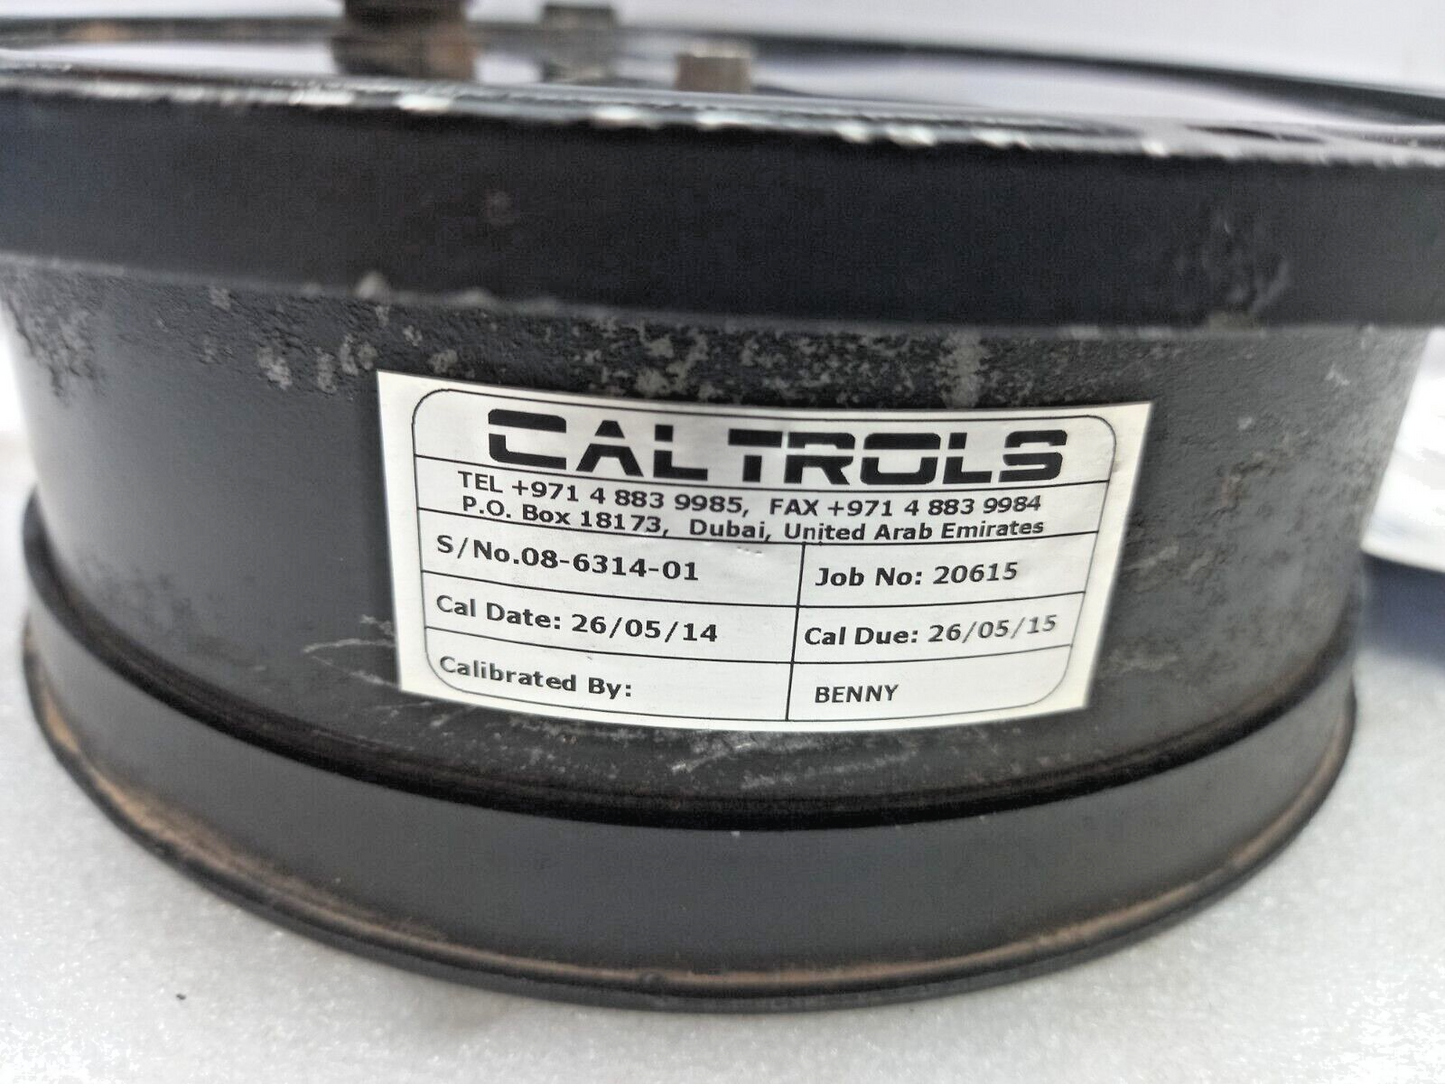 CALTROLS
TEL +971 4 883 9985, FAX +971 4 883 9984
P.O. Box 18173, Dubai, United Arab Emirates
S/No.08-6314-01 Job No: 20615
Cal Date: 26/05/14 Cal Due: 26/05/15
Calibrated By: BENNY